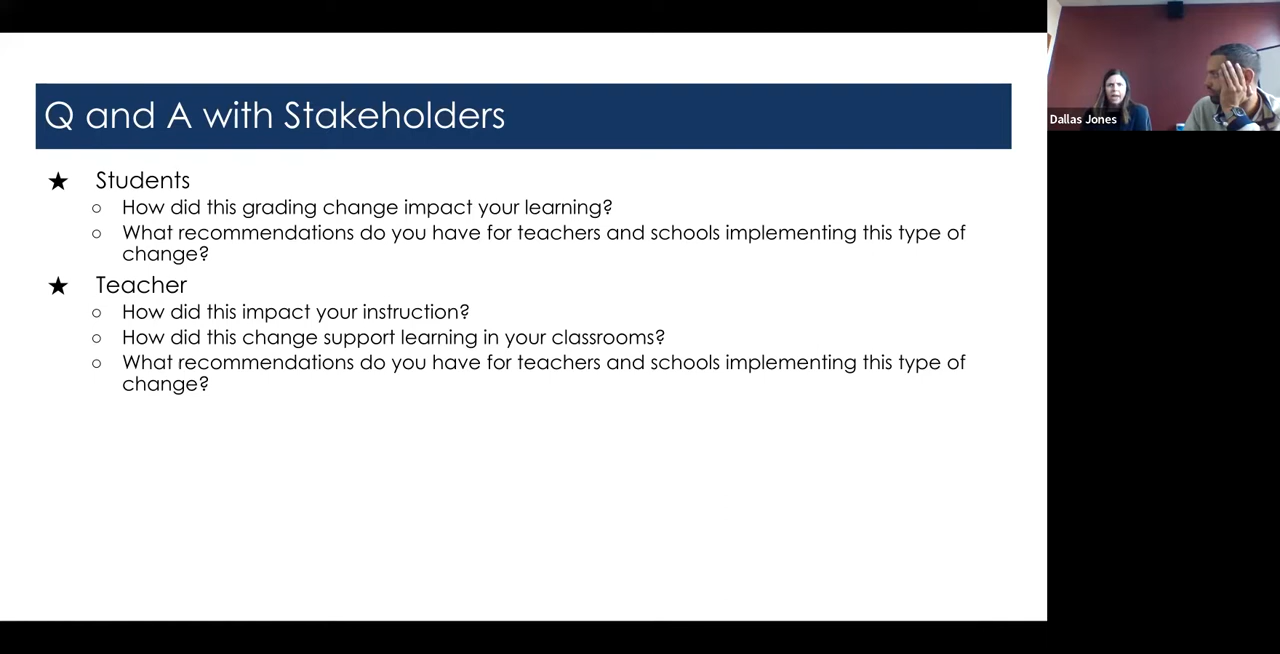 Q and A with Stakeholders
★ Students
○ How did this grading change impact your learning?
○ What recommendations do you have for teachers and schools implementing this type of
change?
★ Teacher
○ How did this impact your instruction?
○ How did this change support learning in your classrooms?
○ What recommendations do you have for teachers and schools implementing this type of
change?
Dallas Jones